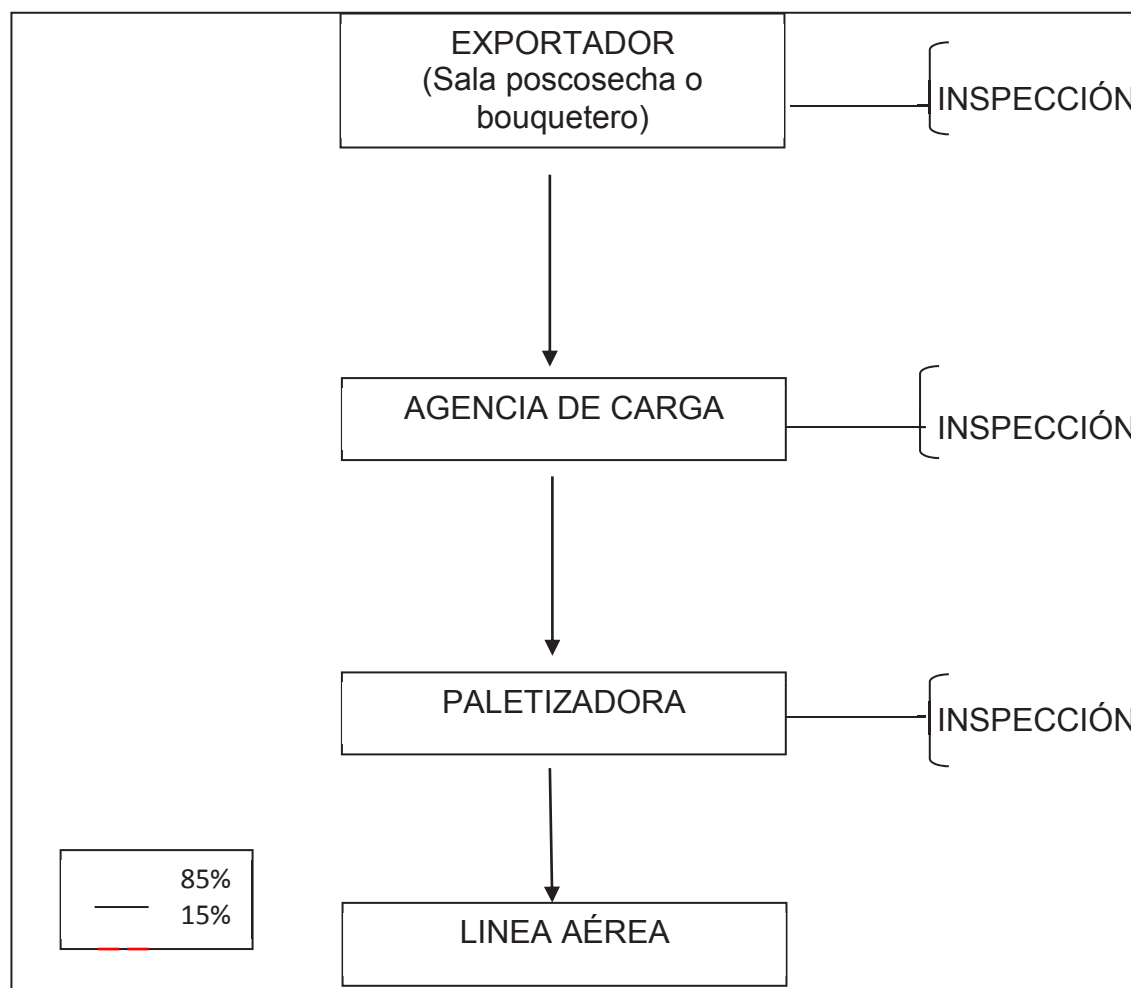 EXPORTADOR
(Sala poscosecha o
bouquetero)
INSPECCIÓN
AGENCIA DE CARGA
INSPECCIÓN
PALETIZADORA
INSPECCIÓN
85%
15%
LINEA AÉREA